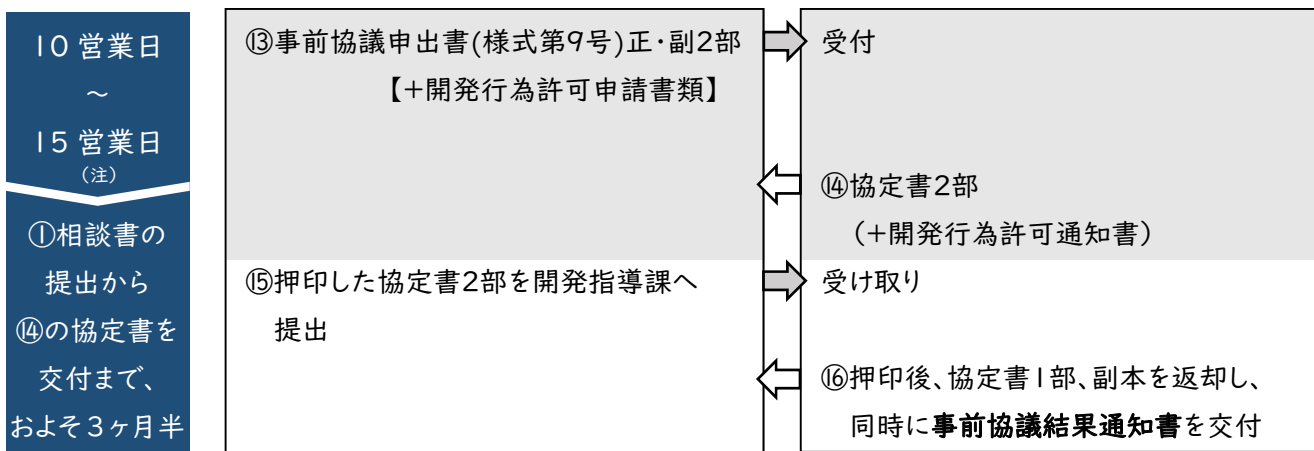 10営業日
～
15営業日
(注)
①相談書の
提出から
⑭の協定書を
交付まで、
およそ3ヶ月半
⑬事前協議申出書(様式第9号)正・副2部
【＋開発行為許可申請書類】
受付
⑭協定書2部
（＋開発行為許可通知書）
⑮押印した協定書2部を開発指導課へ
提出
受け取り
⑯押印後、協定書1部、副本を返却し、
同時に事前協議結果通知書を交付